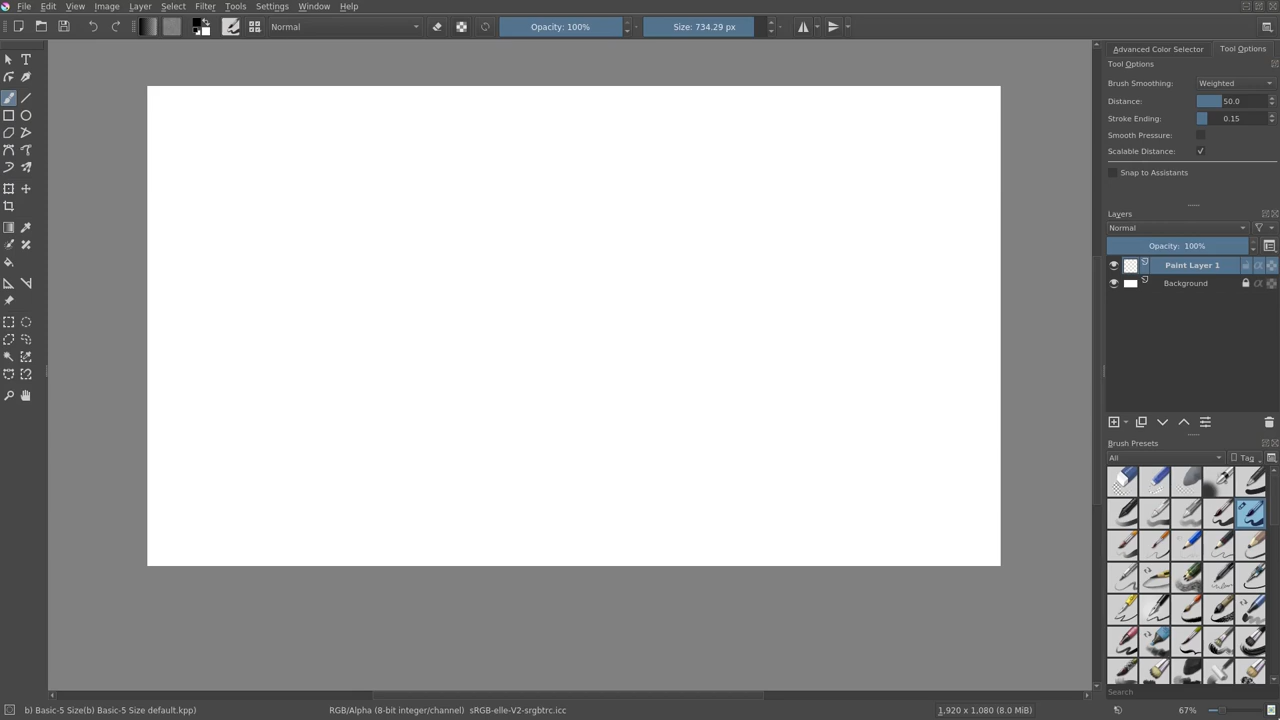 File Edit View Image Layer Select Filter Tools Settings Window Help
Normal Opacity: 100% Size: 734.29 px
Advanced Color Selector Tool Options
Tool Options
Brush Smoothing: Weighted
Distance: 50.0
Stroke Ending: 0.15
Smooth Pressure:
Scalable Distance:
Snap to Assistants
Layers
Normal
Opacity: 100%
Paint Layer 1
Background
Brush Presets
All Tag
Search
b) Basic-5 Size(b) Basic-5 Size default.kpp) RGB/Alpha (8-bit integer/channel) sRGB-elle-V2-srgbtrc.icc 1,920 x 1,080 (8.0 MiB) 67%